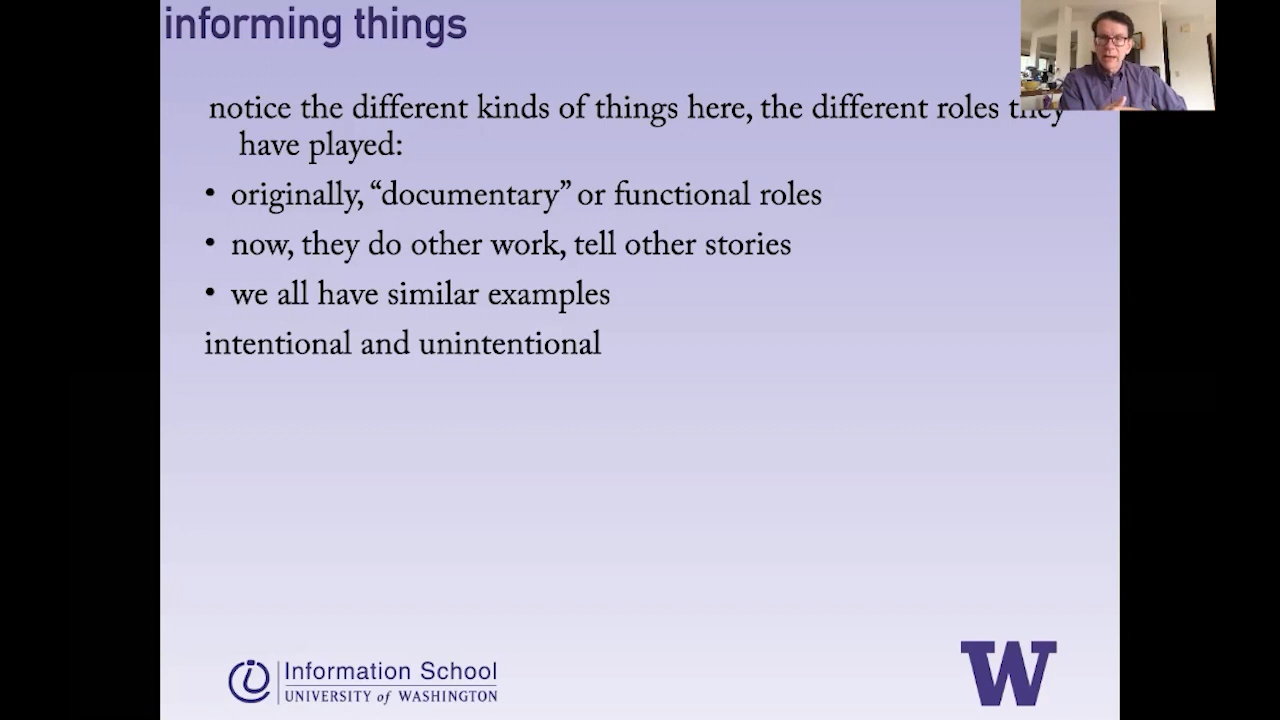 informing things
notice the different kinds of things here, the different roles they
have played:
• originally, “documentary” or functional roles
• now, they do other work, tell other stories
• we all have similar examples
intentional and unintentional
Information School
UNIVERSITY of WASHINGTON
W